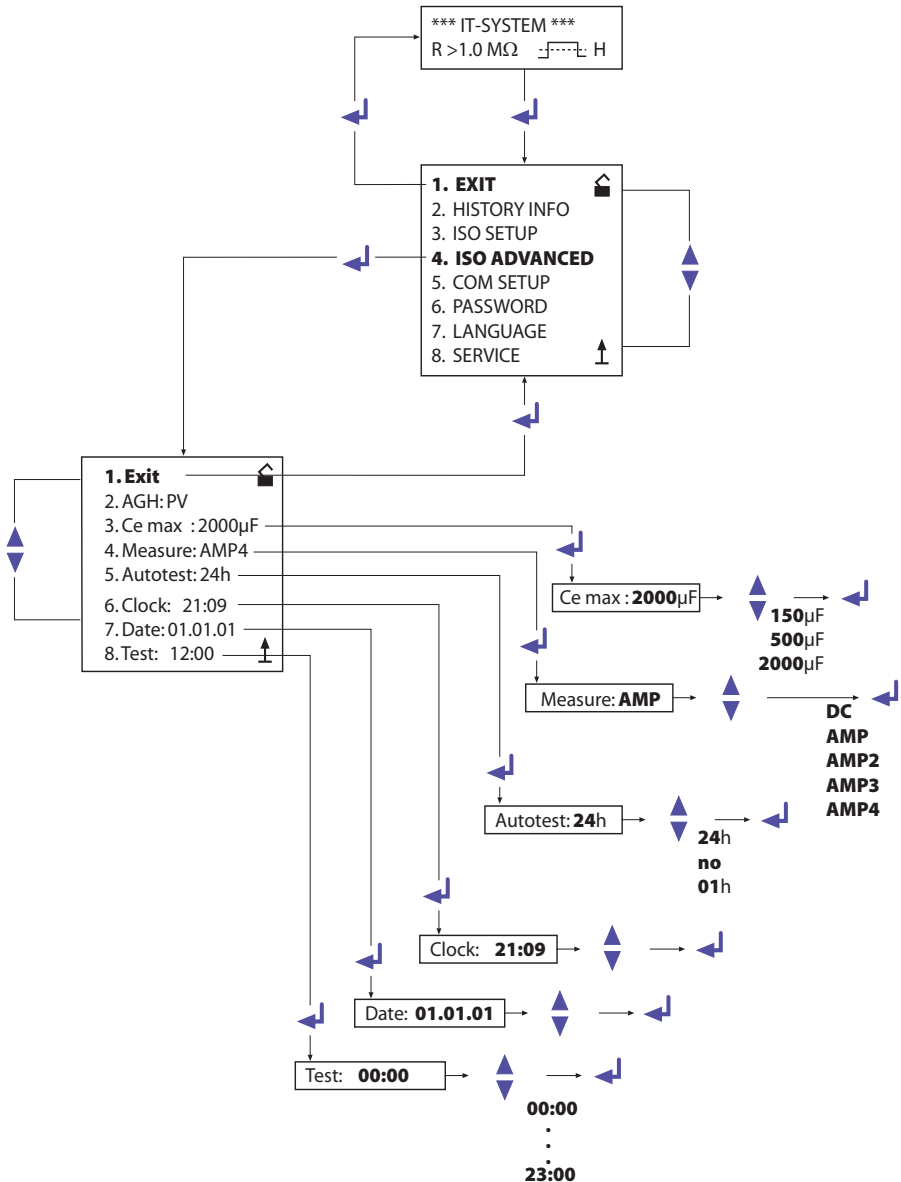 *** IT-SYSTEM ***
R >1.0 MΩ H
1. EXIT
2. HISTORY INFO
3. ISO SETUP
4. ISO ADVANCED
5. COM SETUP
6. PASSWORD
7. LANGUAGE
8. SERVICE
1. Exit
2. AGH: PV
3. Ce max : 2000µF
4. Measure: AMP4
5. Autotest: 24h
6. Clock: 21:09
7. Date: 01.01.01
8. Test: 12:00
Ce max : 2000µF
150µF
500µF
2000µF
Measure: AMP
DC
AMP
AMP2
AMP3
AMP4
Autotest: 24h
24h
no
01h
Clock: 21:09
Date: 01.01.01
Test: 00:00
00:00
.
.
.
23:00